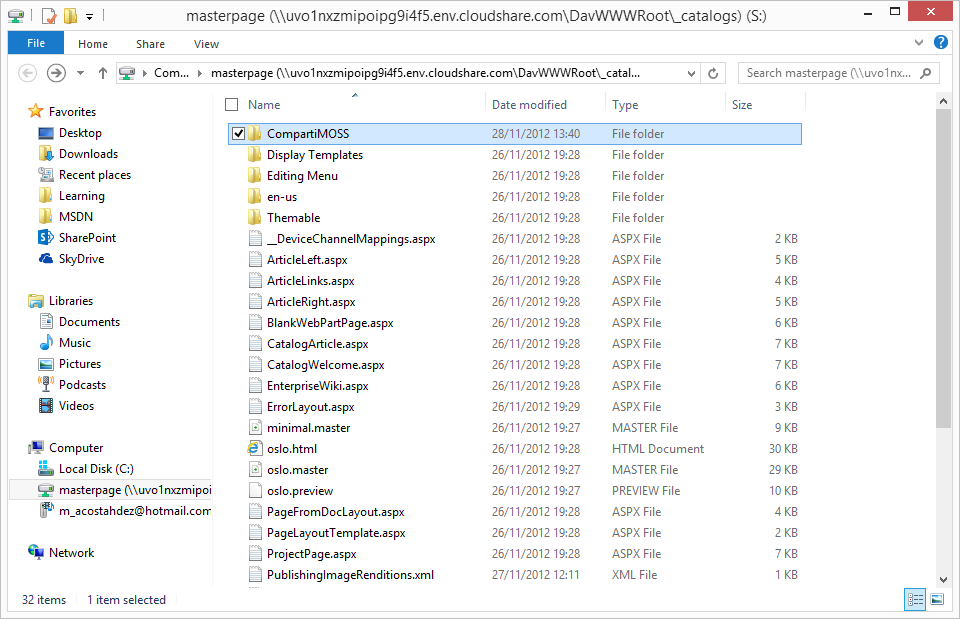 masterpage (\\uvo1nxzmipoipg9i4f5.env.cloudshare.com\DavWWWRoot\_catalogs) (S:)
File Home Share View
Com... masterpage (\\uvo1nxzmipoipg9i4f5.env.cloudshare.com\DavWWWRoot\_catal... Search masterpage (\\uvo1nx...
Favorites
Desktop
Downloads
Recent places
Learning
MSDN
SharePoint
SkyDrive
Libraries
Documents
Music
Pictures
Podcasts
Videos
Computer
Local Disk (C:)
masterpage (\\uvo1nxzmipoi
m_acostahdez@hotmail.com
Network
Name Date modified Type Size
CompartiMOSS 28/11/2012 13:40 File folder
Display Templates 26/11/2012 19:28 File folder
Editing Menu 26/11/2012 19:28 File folder
en-us 26/11/2012 19:28 File folder
Themable 26/11/2012 19:28 File folder
__DeviceChannelMappings.aspx 26/11/2012 19:28 ASPX File 2 KB
ArticleLeft.aspx 26/11/2012 19:28 ASPX File 5 KB
ArticleLinks.aspx 26/11/2012 19:28 ASPX File 4 KB
ArticleRight.aspx 26/11/2012 19:28 ASPX File 5 KB
BlankWebPartPage.aspx 26/11/2012 19:28 ASPX File 6 KB
CatalogArticle.aspx 26/11/2012 19:28 ASPX File 7 KB
CatalogWelcome.aspx 26/11/2012 19:28 ASPX File 7 KB
EnterpriseWiki.aspx 26/11/2012 19:28 ASPX File 6 KB
ErrorLayout.aspx 26/11/2012 19:29 ASPX File 3 KB
minimal.master 26/11/2012 19:27 MASTER File 9 KB
oslo.html 26/11/2012 19:28 HTML Document 30 KB
oslo.master 26/11/2012 19:27 MASTER File 29 KB
oslo.preview 26/11/2012 19:27 PREVIEW File 10 KB
PageFromDocLayout.aspx 26/11/2012 19:28 ASPX File 4 KB
PageLayoutTemplate.aspx 26/11/2012 19:28 ASPX File 2 KB
ProjectPage.aspx 26/11/2012 19:28 ASPX File 7 KB
PublishingImageRenditions.xml 27/11/2012 12:11 XML File 1 KB
32 items 1 item selected